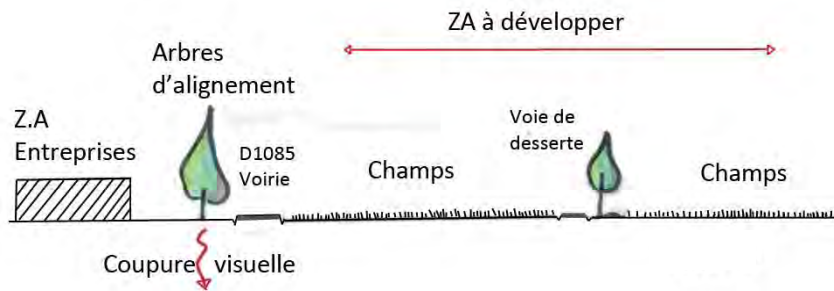 ZA à développer
Arbres
d'alignement
Z.A
Entreprises
D1085
Voirie
Champs
Voie de
desserte
Champs
Coupure visuelle